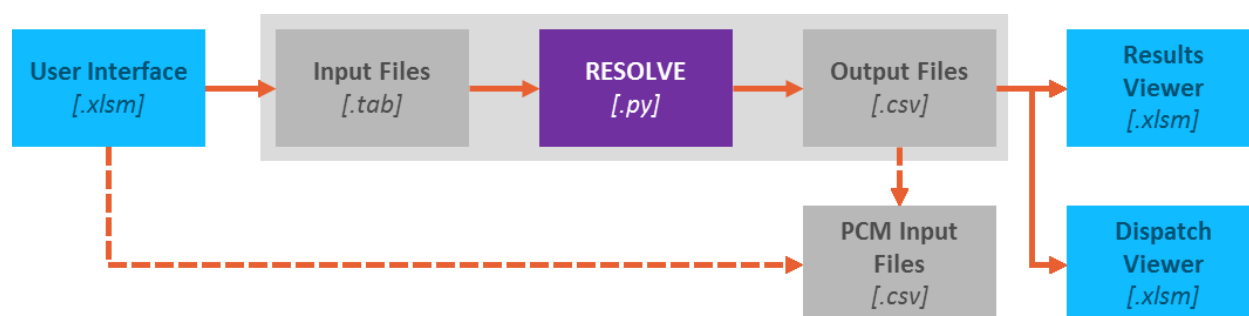 User Interface
[.xlsm]
Input Files
[.tab]
RESOLVE
[.py]
Output Files
[.csv]
Results
Viewer
[.xlsm]
PCM Input
Files
[.csv]
Dispatch
Viewer
[.xlsm]